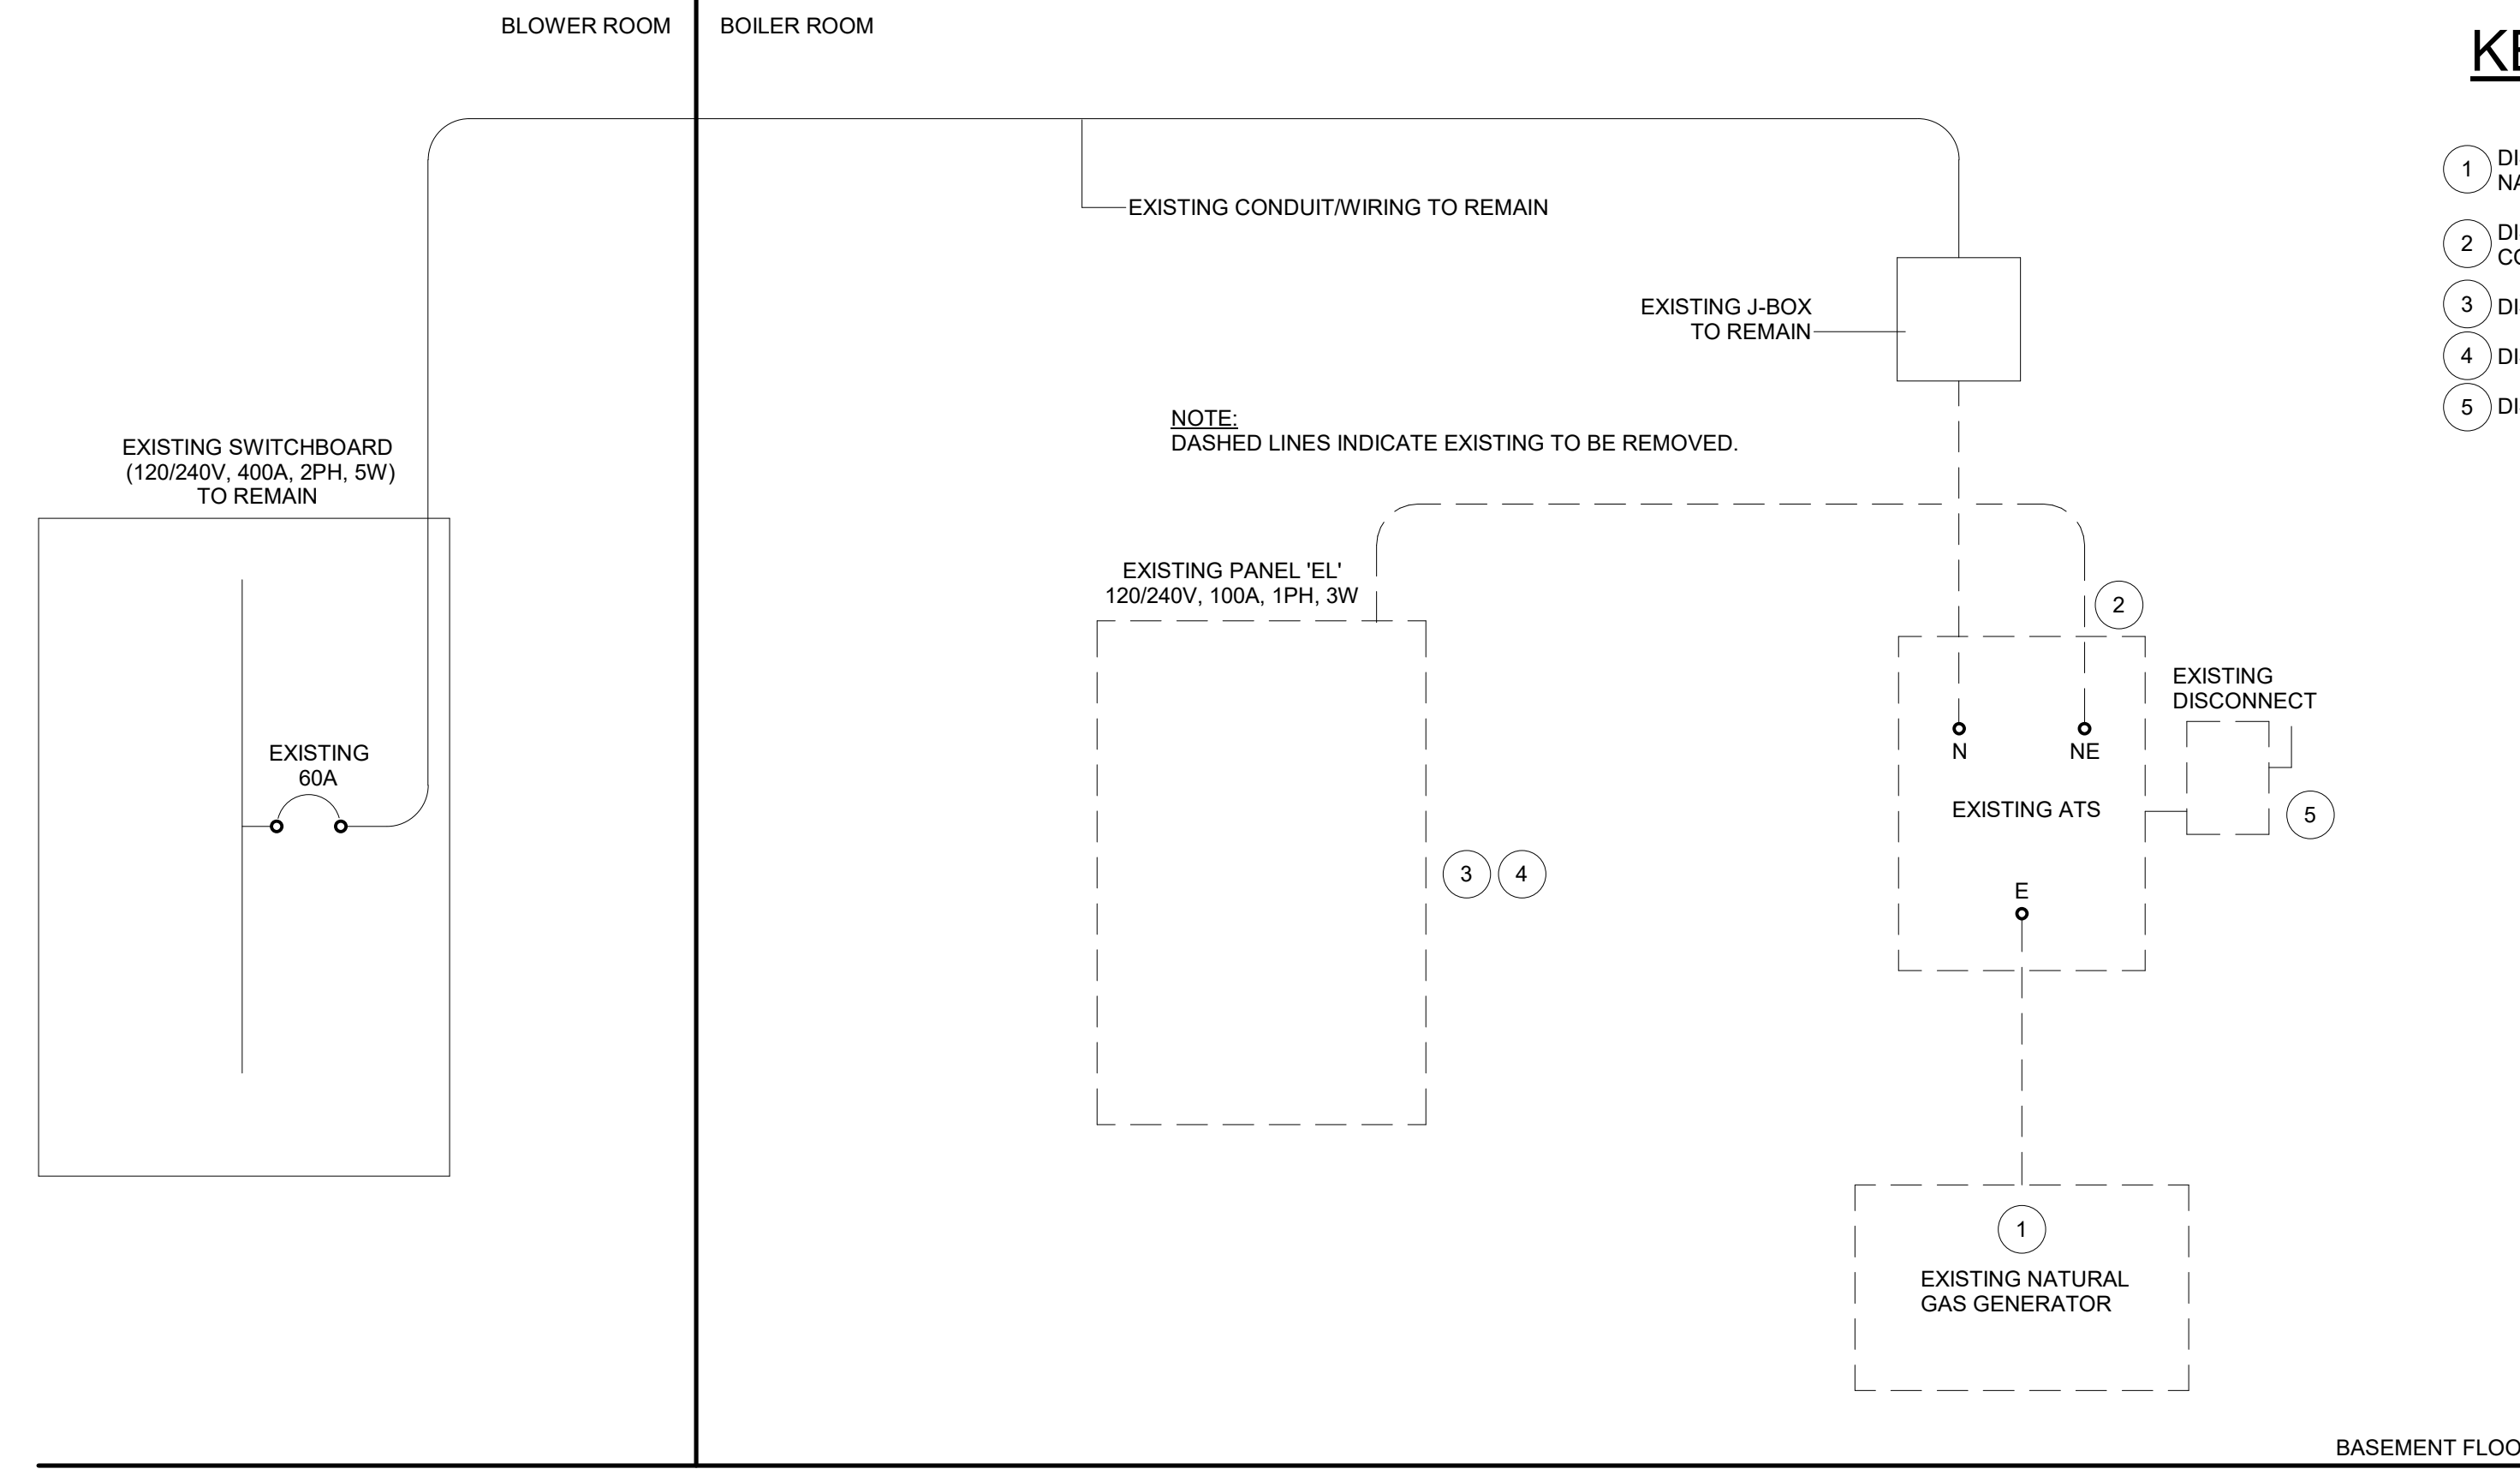 BLOWER ROOM
BOILER ROOM
EXISTING CONDUIT/WIRING TO REMAIN
EXISTING J-BOX
TO REMAIN
NOTE:
DASHED LINES INDICATE EXISTING TO BE REMOVED.
EXISTING SWITCHBOARD
(120/240V, 400A, 2PH, 5W)
TO REMAIN
EXISTING
60A
EXISTING PANEL 'EL'
120/240V, 100A, 1PH, 3W
3 4
2
N NE
EXISTING ATS
E
EXISTING
DISCONNECT
5
1
EXISTING NATURAL
GAS GENERATOR
1
2
3
4
5
BASEMENT